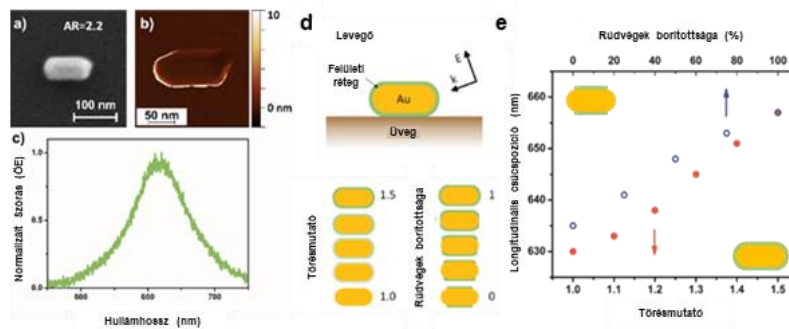 a)
AR=2.2
100 nm
b)
10
0 nm
50 nm
c)
Normalizált szórás (ÖE)
1.0
0.5
0.0
600
650
700
Hullámhossz (nm)
d
Levegő
Felületi
réteg
E
k
Au
Üveg
Törésmutató
1.5
1.0
Rúdvégek borítottsága
1
0
e
Rúdvégek borítottsága (%)
0 20 40 60 80 100
Longitudinális csúcspozíció (nm)
660
650
640
630
1.0 1.1 1.2 1.3 1.4 1.5
Törésmutató